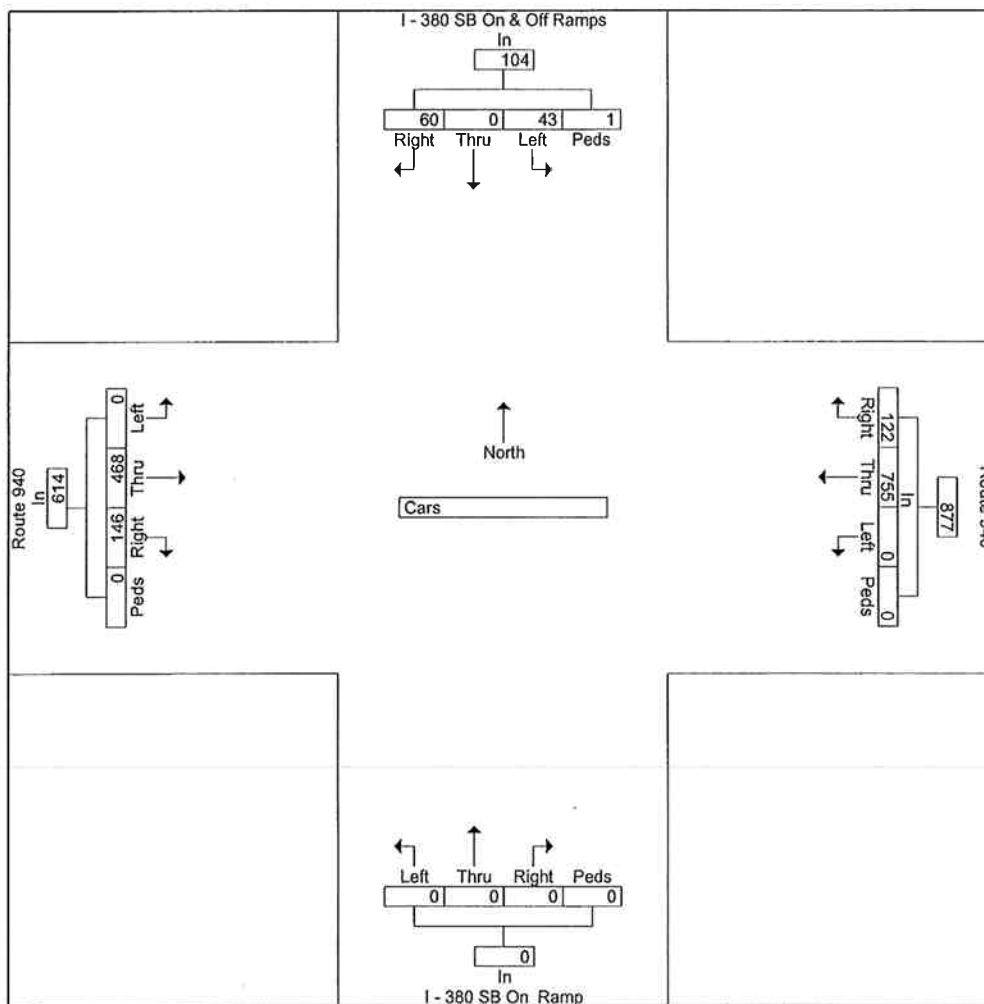 I - 380 SB On & Off Ramps
In
104
60 0 43 1
Right Thru Left Peds
Route 940
In
614
0 468 146 0
Left Thru Right Peds
North
Cars
122 755 0 0
Right Thru Left Peds
In
877
Route
Left Thru Right Peds
0 0 0 0
0
In
I - 380 SB On Ramp